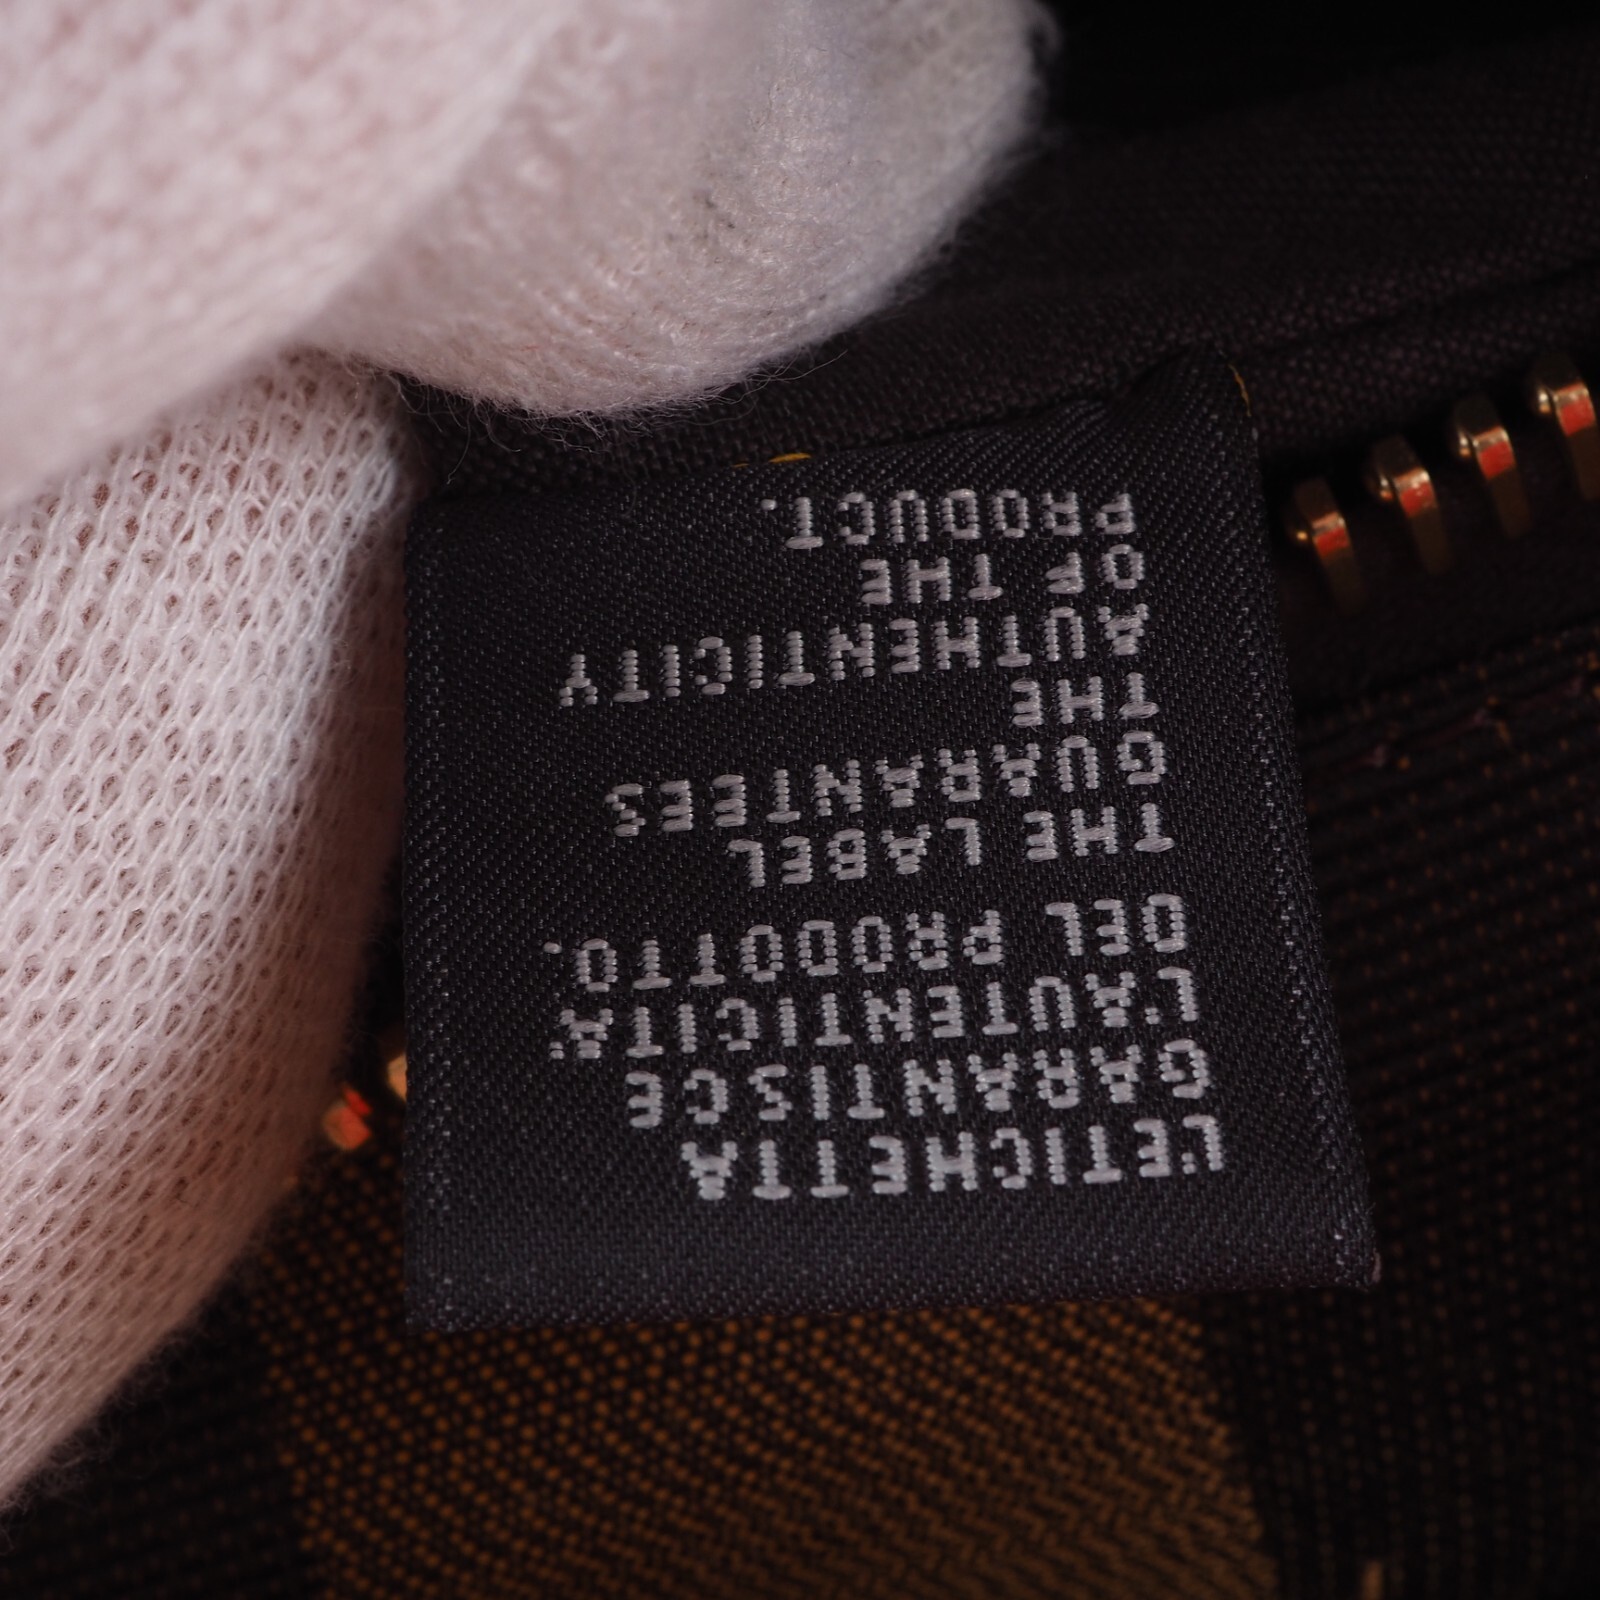 L'ETICHETTA
GARANTISCE
L'AUTENTICITA'
DEL PRODOTTO.
THE LABEL
GUARANTEES
THE
AUTHENTICITY
OF THE
PRODUCT.